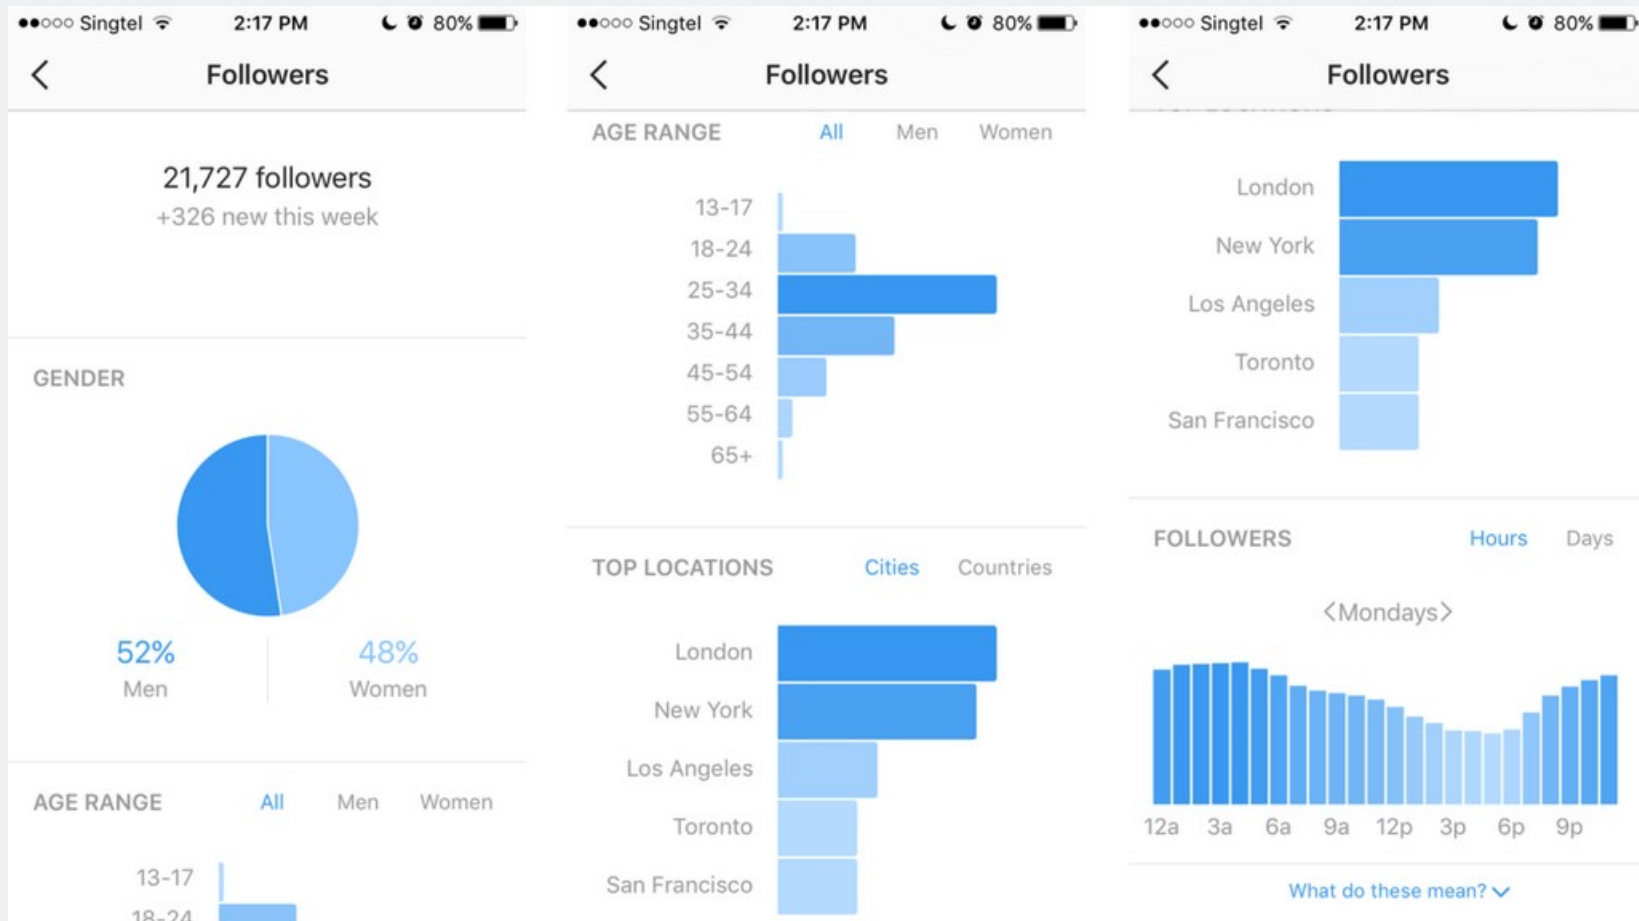 Singtel 2:17 PM 80%
Followers
21,727 followers
+326 new this week
GENDER
52%
Men
48%
Women
AGE RANGE All Men Women
13-17
18-24
Singtel 2:17 PM 80%
Followers
AGE RANGE All Men Women
13-17
18-24
25-34
35-44
45-54
55-64
65+
TOP LOCATIONS Cities Countries
London
New York
Los Angeles
Toronto
San Francisco
Singtel 2:17 PM 80%
Followers
London
New York
Los Angeles
Toronto
San Francisco
FOLLOWERS Hours Days
<Mondays>
12a 3a 6a 9a 12p 3p 6p 9p
What do these mean?